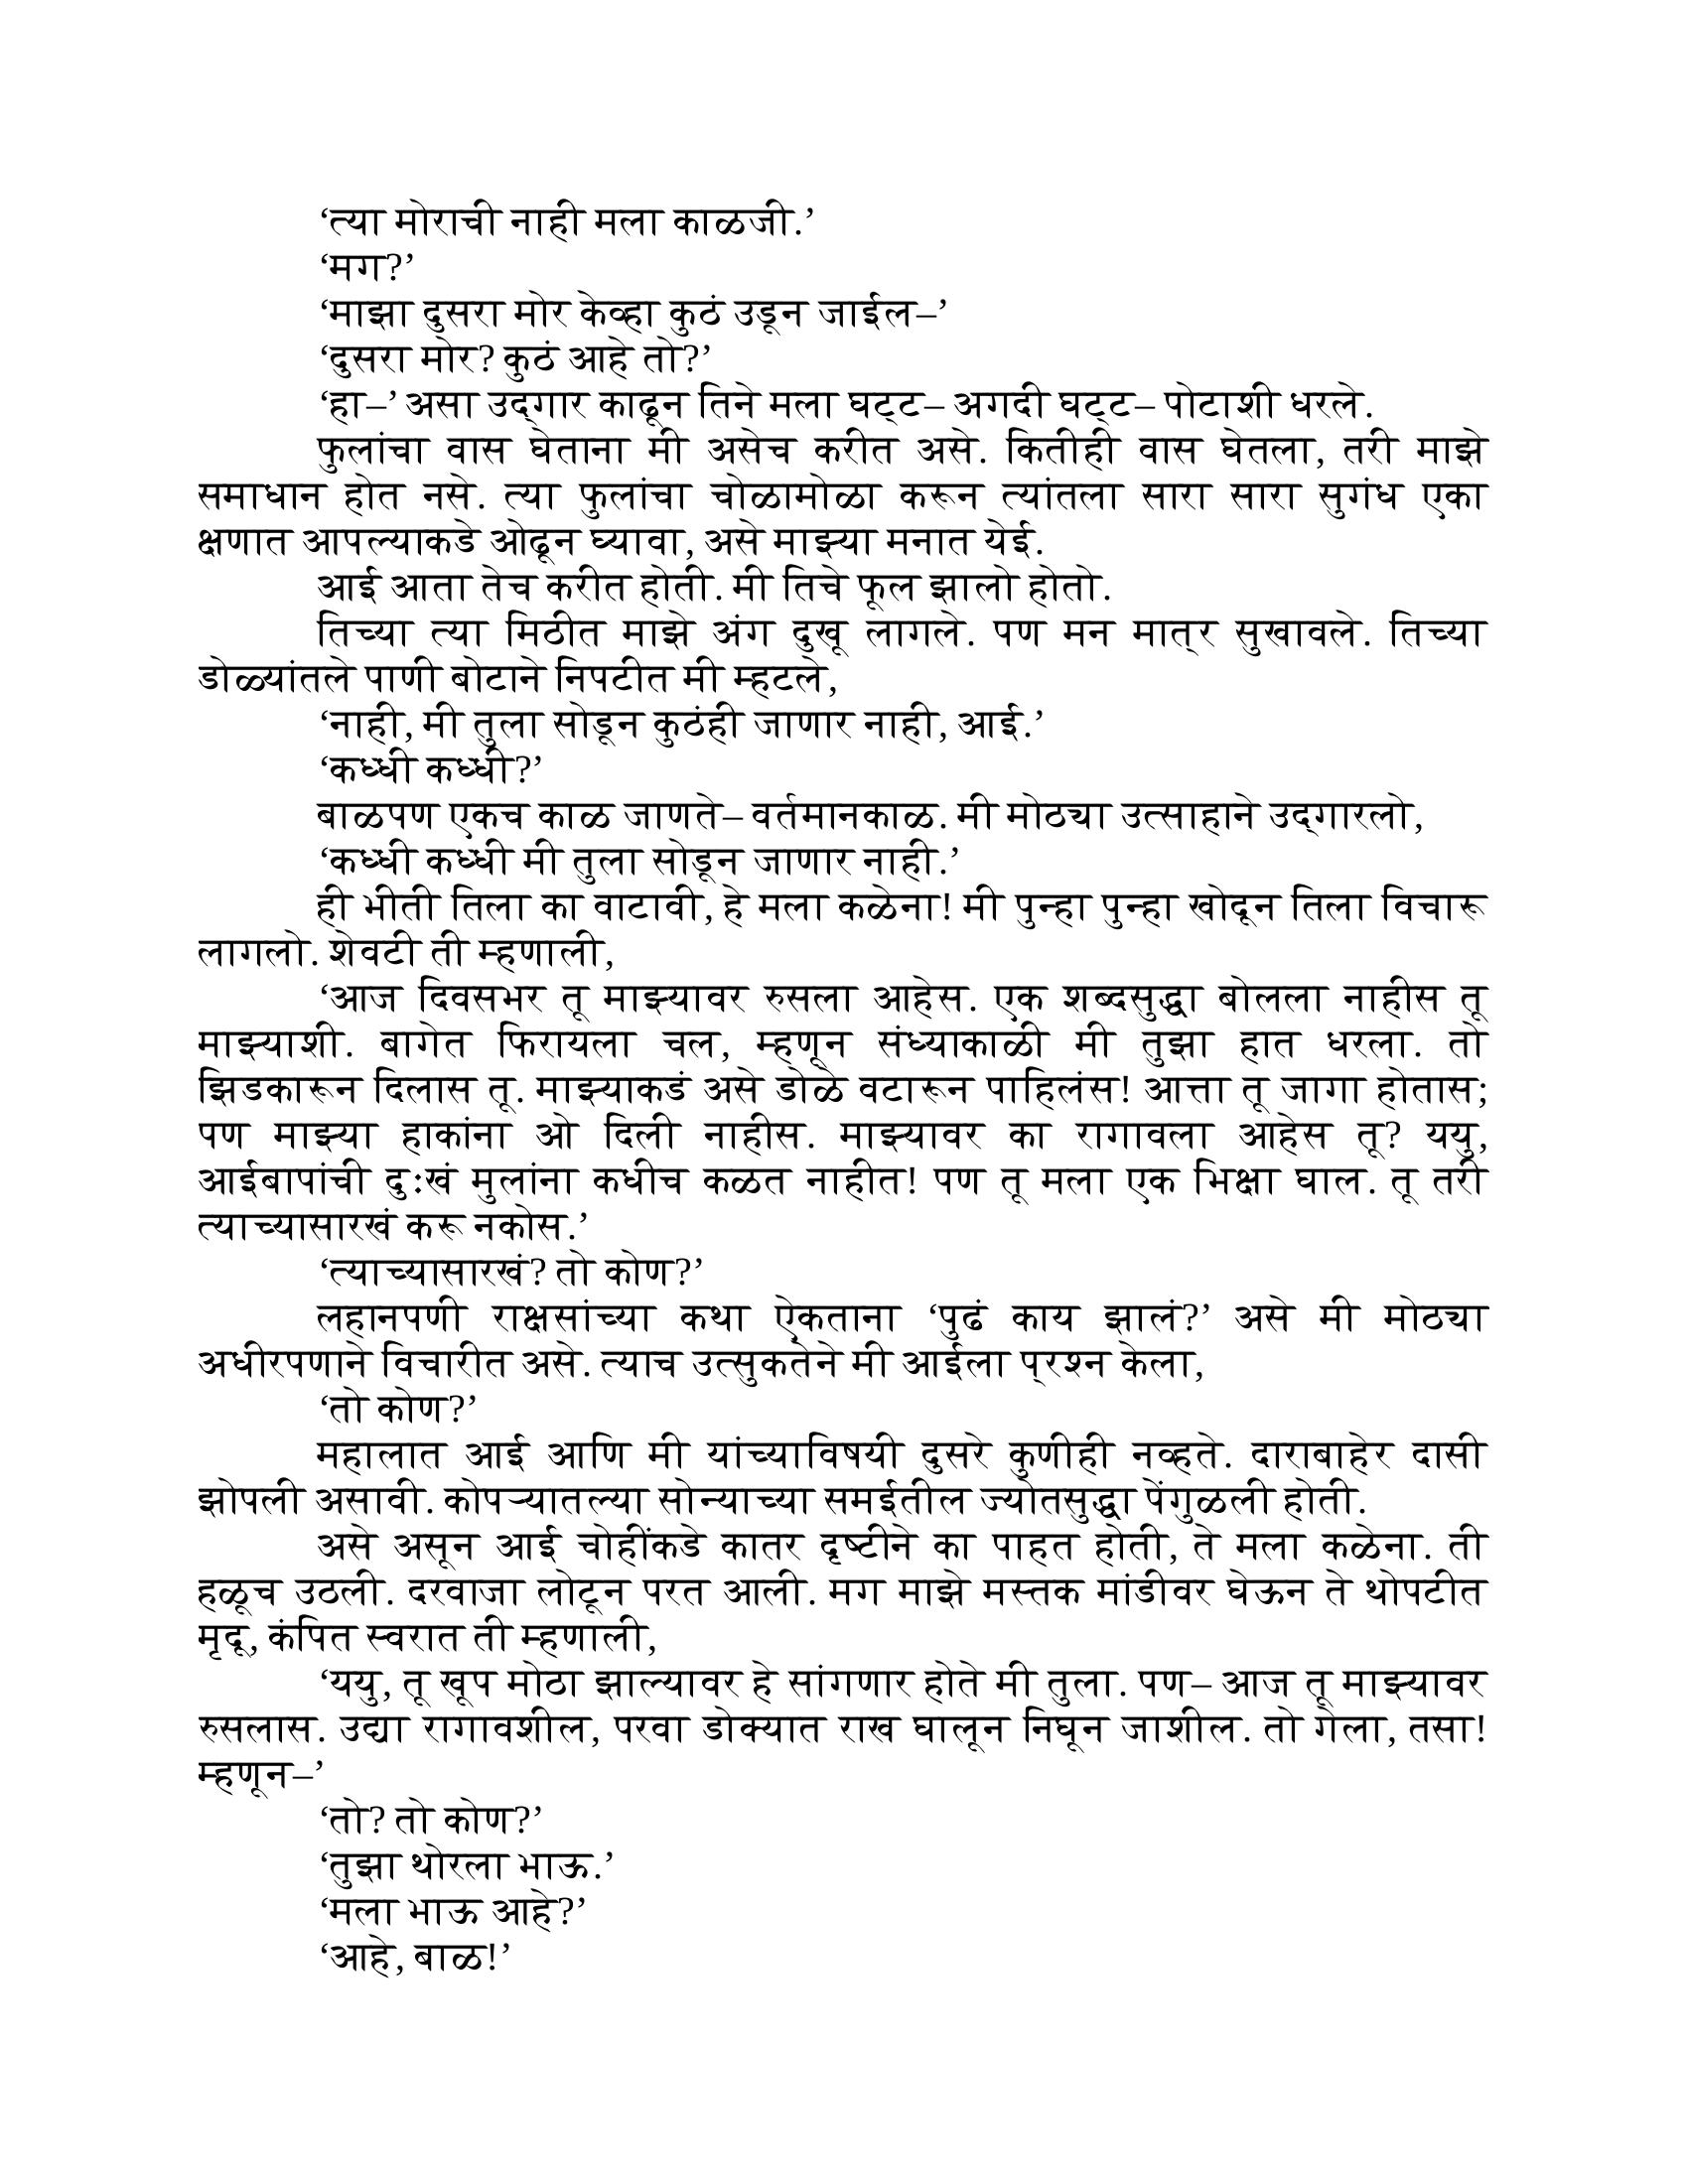 ‘त्या मोराची नाही मला काळजी.’
‘मग?’
‘माझा दुसरा मोर केव्हा कुठं उडून जाईल–’
‘दुसरा मोर? कुठं आहे तो?’
‘हा–’ असा उद्‌गार काढून तिने मला घट्‌ट– अगदी घट्‌ट– पोटाशी धरले.
फुलांचा वास घेताना मी असेच करीत असे. कितीही वास घेतला, तरी माझे
समाधान होत नसे. त्या फुलांचा चोळामोळा करून त्यांतला सारा सारा सुगंध एका
क्षणात आपल्याकडे ओढून घ्यावा, असे माझ्या मनात येई.
आई आता तेच करीत होती. मी तिचे फूल झालो होतो.
तिच्या त्या मिठीत माझे अंग दुखू लागले. पण मन मात्‌र सुखावले. तिच्या
डोळ्यांतले पाणी बोटाने निपटीत मी म्हटले,
‘नाही, मी तुला सोडून कुठंही जाणार नाही, आई.’
‘कध्धी कध्धी?’
बाळपण एकच काळ जाणते– वर्तमानकाळ. मी मोठ्या उत्साहाने उद्‌गारलो,
‘कध्धी कध्धी मी तुला सोडून जाणार नाही.’
ही भीती तिला का वाटावी, हे मला कळेना! मी पुन्हा पुन्हा खोदून तिला विचारू
लागलो. शेवटी ती म्हणाली,
‘आज दिवसभर तू माझ्यावर रुसला आहेस. एक शब्दसुद्धा बोलला नाहीस तू
माझ्याशी. बागेत फिरायला चल, म्हणून संध्याकाळी मी तुझा हात धरला. तो
झिडकारून दिलास तू. माझ्याकडं असे डोळे वटारून पाहिलंस! आत्ता तू जागा होतास;
पण माझ्या हाकांना ओ दिली नाहीस. माझ्यावर का रागावला आहेस तू? ययु,
आईबापांची दुःखं मुलांना कधीच कळत नाहीत! पण तू मला एक भिक्षा घाल. तू तरी
त्याच्यासारखं करू नकोस.’
‘त्याच्यासारखं? तो कोण?’
लहानपणी राक्षसांच्या कथा ऐकताना ‘पुढं काय झालं?’ असे मी मोठ्या
अधीरपणाने विचारीत असे. त्याच उत्सुकतेने मी आईला प्‌रश्न केला,
‘तो कोण?’
महालात आई आणि मी यांच्याविषयी दुसरे कुणीही नव्हते. दाराबाहेर दासी
झोपली असावी. कोपऱ्यातल्या सोन्याच्या समईतील ज्योतसुद्धा पेंगुळली होती.
असे असून आई चोहींकडे कातर दृष्टीने का पाहत होती, ते मला कळेना. ती
हळूच उठली. दरवाजा लोटून परत आली. मग माझे मस्तक मांडीवर घेऊन ते थोपटीत
मृदू, कंपित स्वरात ती म्हणाली,
‘ययु, तू खूप मोठा झाल्यावर हे सांगणार होते मी तुला. पण– आज तू माझ्यावर
रुसलास. उद्या रागावशील, परवा डोक्यात राख घालून निघून जाशील. तो गेला, तसा!
म्हणून–’
‘तो? तो कोण?’
‘तुझा थोरला भाऊ.’
‘मला भाऊ आहे?’
‘आहे, बाळ!’